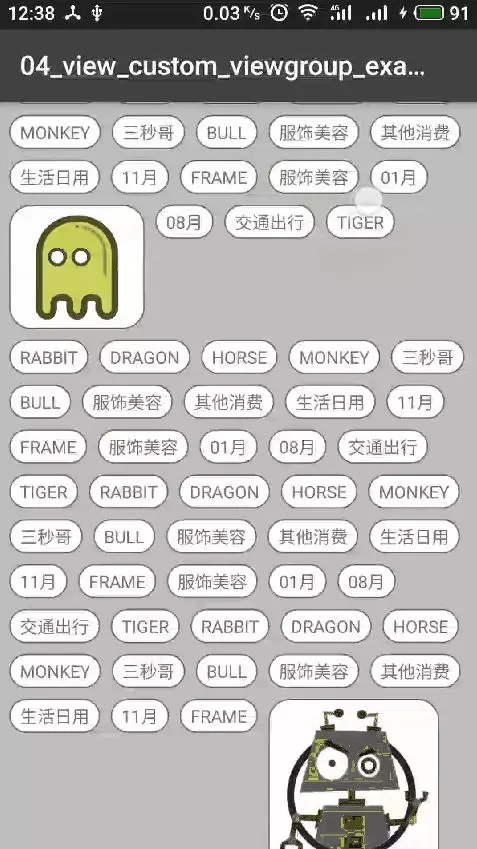 12:38 0.03 K/s 4G 91
04_view_custom_viewgroup_exa...
MONKEY 三秒哥 BULL 服饰美容 其他消费
生活日用 11月 FRAME 服饰美容 01月
08月 交通出行 TIGER
RABBIT DRAGON HORSE MONKEY 三秒哥
BULL 服饰美容 其他消费 生活日用 11月
FRAME 服饰美容 01月 08月 交通出行
TIGER RABBIT DRAGON HORSE MONKEY
三秒哥 BULL 服饰美容 其他消费 生活日用
11月 FRAME 服饰美容 01月 08月
交通出行 TIGER RABBIT DRAGON HORSE
MONKEY 三秒哥 BULL 服饰美容 其他消费
生活日用 11月 FRAME